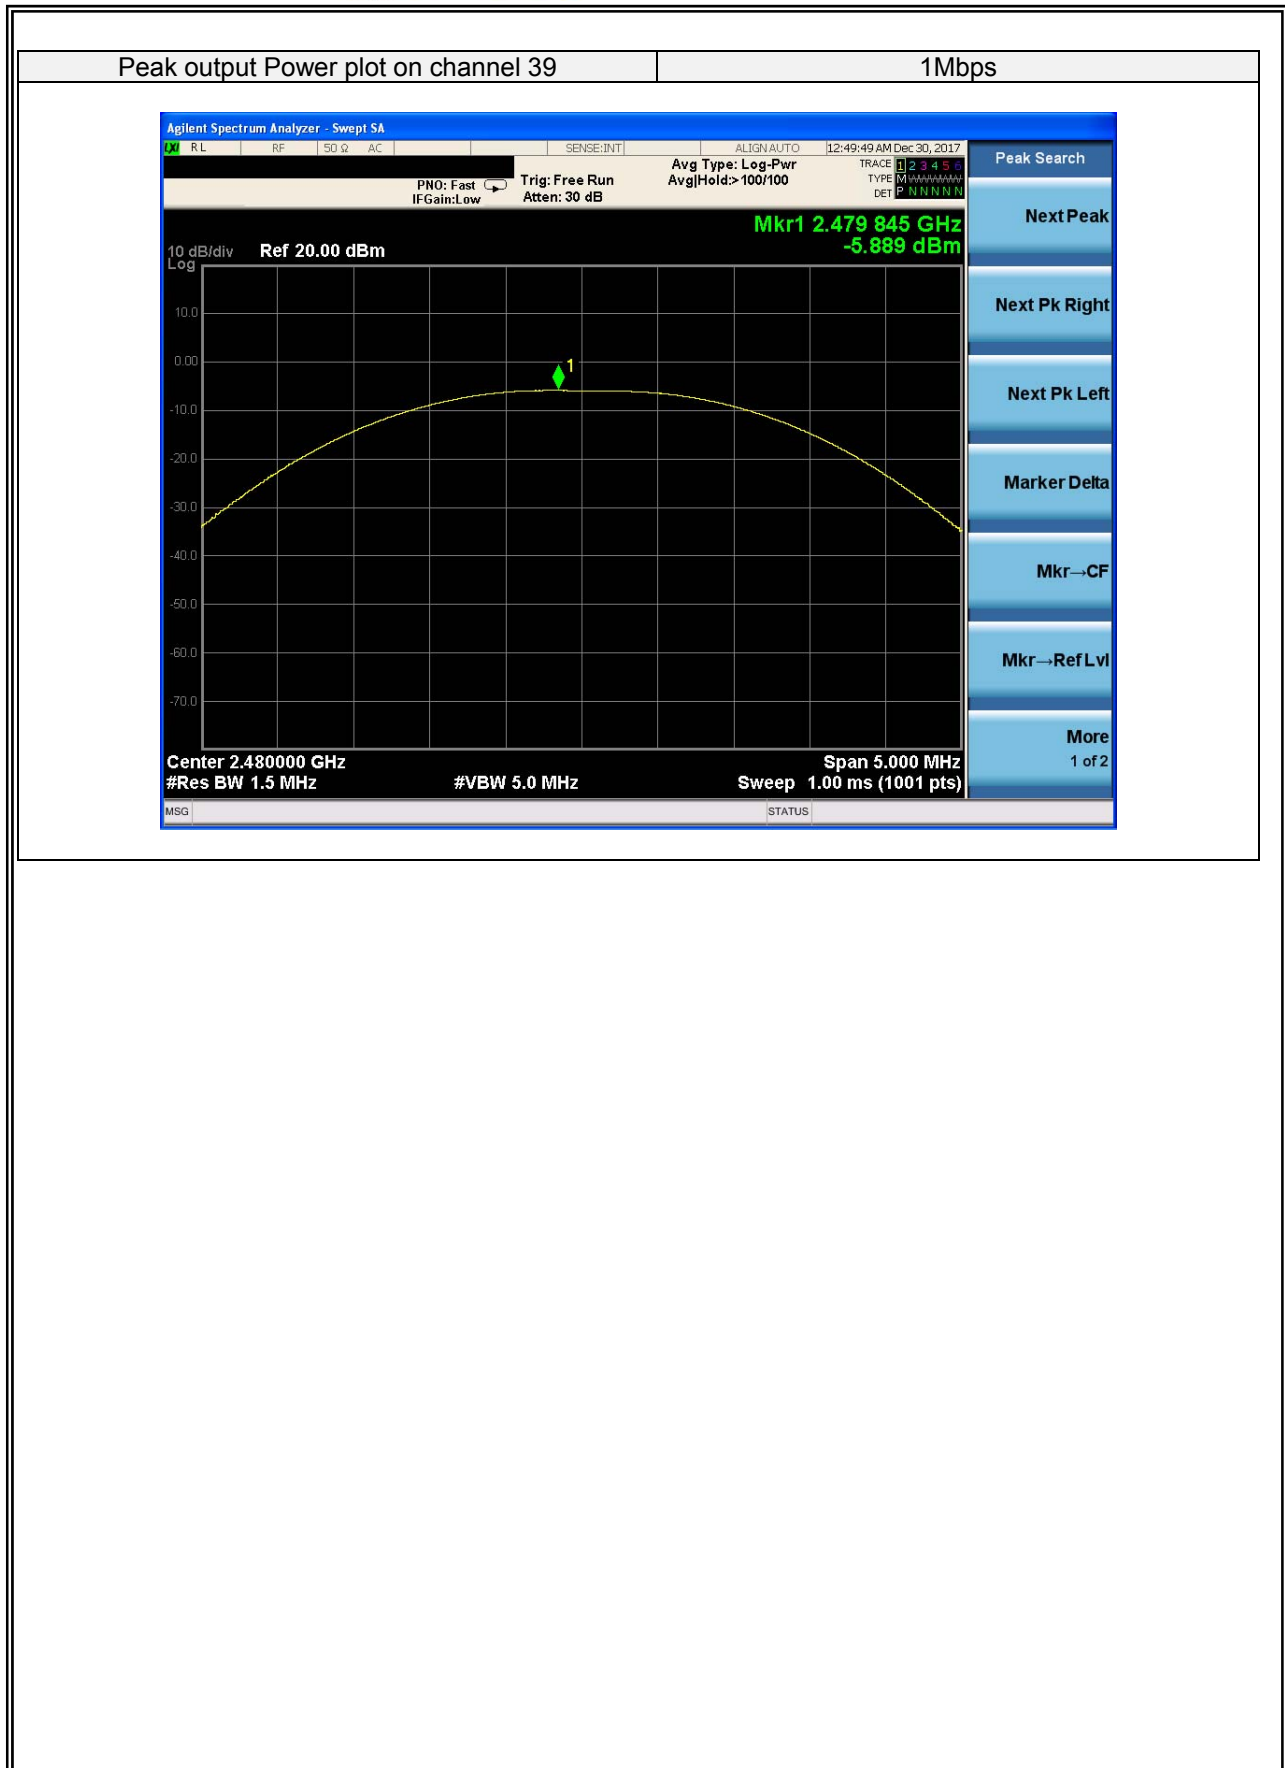 Peak output Power plot on channel 39 1Mbps
Agilent Spectrum Analyzer - Swept SA
LXI RL RF 50 Ω AC SENSE:INT ALIGN AUTO 12:49:49 AM Dec 30, 2017
Peak Search
Avg Type: Log-Pwr TRACE 1 2 3 4 5 6
PNO: Fast Trig: Free Run Avg|Hold:>100/100 TYPE M WWWWW
IFGain:Low Atten: 30 dB DET P N N N N N
Mkr1 2.479 845 GHz
-5.889 dBm
10 dB/div Ref 20.00 dBm
Log
10.0
0.00
1
-10.0
-20.0
-30.0
-40.0
-50.0
-60.0
-70.0
Center 2.480000 GHz Span 5.000 MHz
#Res BW 1.5 MHz #VBW 5.0 MHz Sweep 1.00 ms (1001 pts)
MSG STATUS
Next Peak
Next Pk Right
Next Pk Left
Marker Delta
Mkr→CF
Mkr→Ref Lvl
More
1 of 2